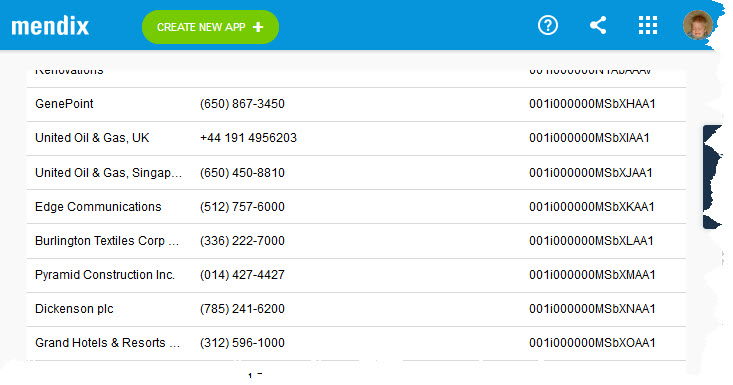 mendix
CREATE NEW APP +
Renovations
GenePoint (650) 867-3450 001i000000MSbXHAA1
United Oil & Gas, UK +44 191 4956203 001i000000MSbXIAA1
United Oil & Gas, Singap... (650) 450-8810 001i000000MSbXJAA1
Edge Communications (512) 757-6000 001i000000MSbXKAA1
Burlington Textiles Corp ... (336) 222-7000 001i000000MSbXLAA1
Pyramid Construction Inc. (014) 427-4427 001i000000MSbXMAA1
Dickenson plc (785) 241-6200 001i000000MSbXNAA1
Grand Hotels & Resorts ... (312) 596-1000 001i000000MSbXOAA1